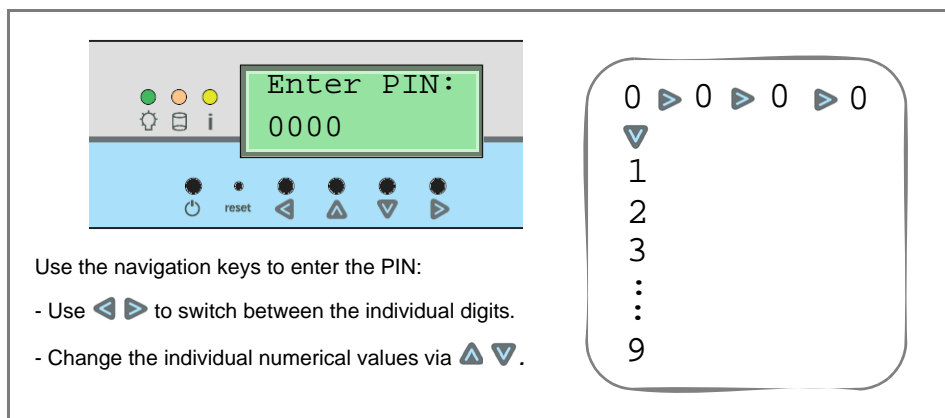 Enter PIN:
0000
i
reset
Use the navigation keys to enter the PIN:
- Use to switch between the individual digits.
- Change the individual numerical values via .
0 0 0 0
1
2
3
:
:
9